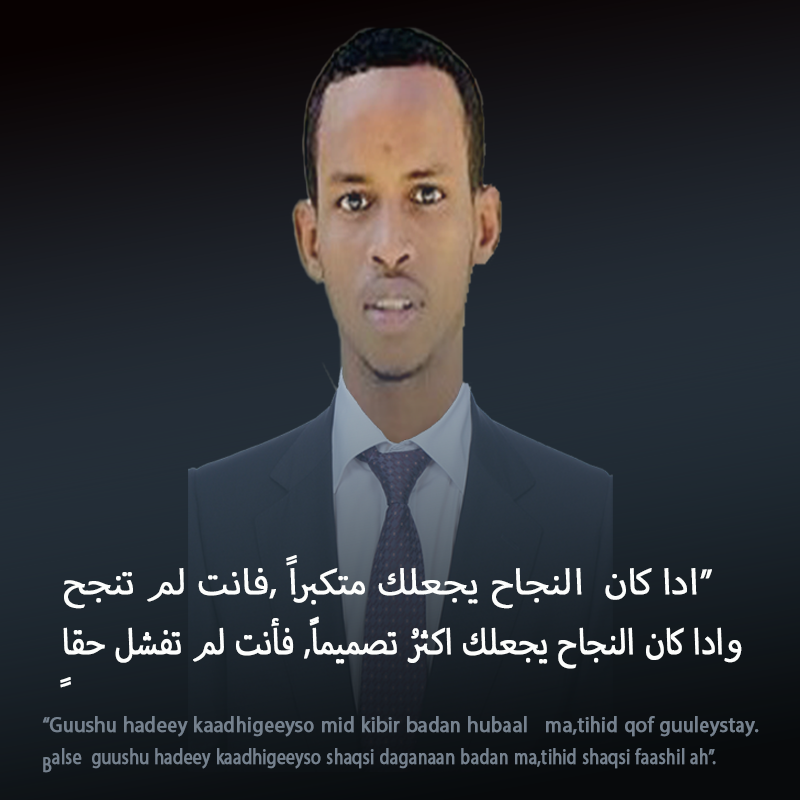 ”ادا كان النجاح يجعلك متكبراً ,فانت لم تنجح
وادا كان النجاح يجعلك اكثرُ تصميماً, فأنت لم تفشل حقا
ٍ
“Guushu hadeey kaadhigeeyso mid kibir badan hubaal ma,tihid qof guuleystay.
Balse guushu hadeey kaadhigeeyso shaqsi daganaan badan ma,tihid shaqsi faashil ah”.